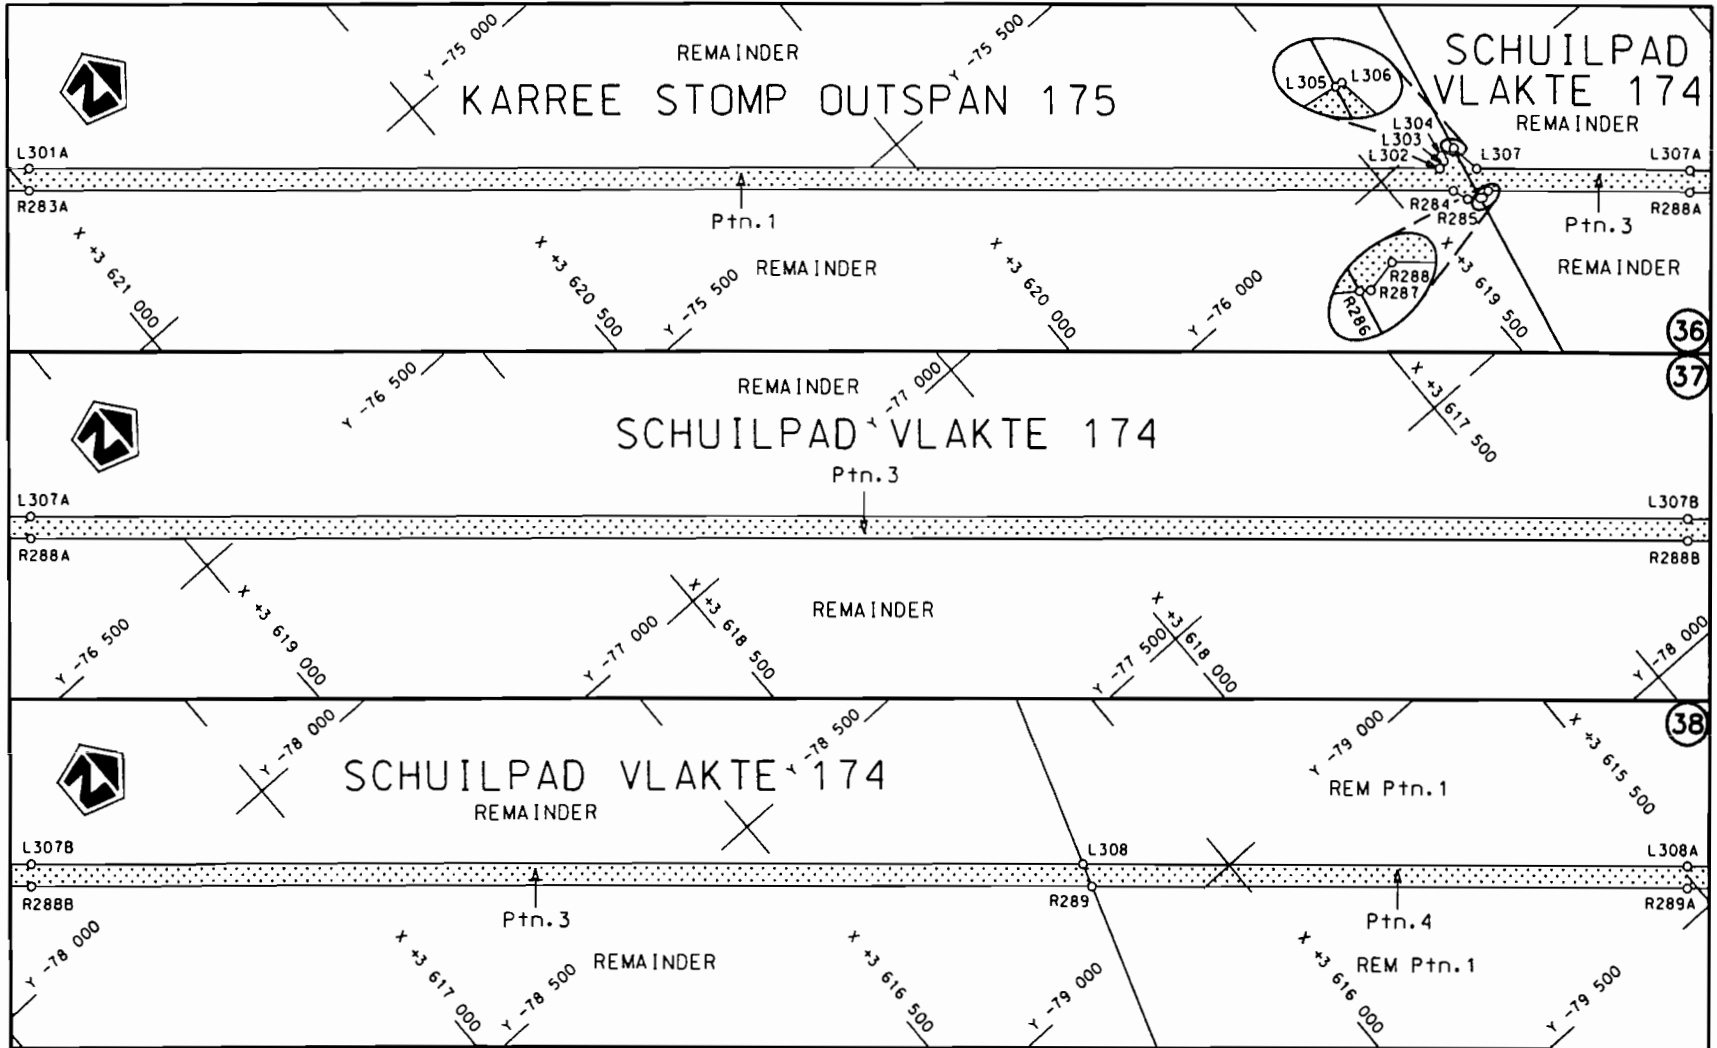 Y -75 000
REMAINDER
Y -75 500
KARREE STOMP OUTSPAN 175
L305
L306
SCHUILPAD
VLAKTE 174
REMAINDER
L304
L303
L302
L307
L307A
L301A
R283A
Ptn.1
R284
R285
Ptn.3
R288A
X +3 621 000
X +3 620 500
Y -75 500
REMAINDER
X +3 620 000
Y -76 000
R288
R287
R286
X +3 619 500
REMAINDER
36
37
Y -76 500
REMAINDER
Y -77 000
X +3 617 500
SCHUILPAD VLAKTE 174
Ptn.3
L307A
L307B
R288A
R288B
Y -76 500
X +3 619 000
Y -77 000
X +3 618 500
REMAINDER
Y -77 500
X +3 618 000
Y -78 000
38
Y -78 000
Y -78 500
Y -79 000
X +3 615 500
SCHUILPAD VLAKTE 174
REMAINDER
REM Ptn.1
L307B
L308
L308A
R288B
R289
R289A
Ptn.3
Ptn.4
Y -78 000
X +3 617 000
Y -78 500
REMAINDER
X +3 616 500
Y -79 000
X +3 616 000
REM Ptn.1
Y -79 500